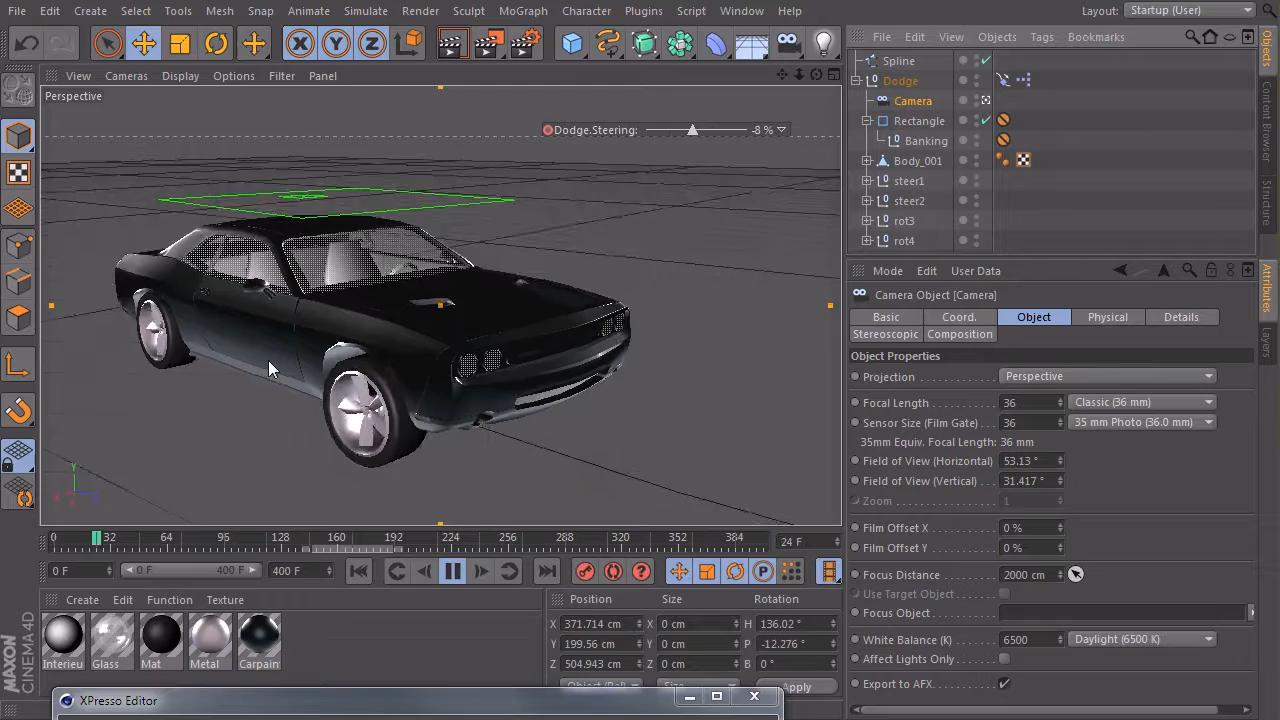 File Edit Create Select Tools Mesh Snap Animate Simulate Render Sculpt MoGraph Character Plugins Script Window Help Layout: Startup (User)
File Edit View Objects Tags Bookmarks
View Cameras Display Options Filter Panel
Perspective
Dodge.Steering: -8 %
Spline
Dodge
Camera
Rectangle
Banking
Body_001
steer1
steer2
rot3
rot4
Objects
Content Browser
Structure
Mode Edit User Data
Camera Object [Camera]
Basic Coord. Object Physical Details
Stereoscopic Composition
Object Properties
Projection Perspective
Focal Length 36 Classic (36 mm)
Sensor Size (Film Gate) 36 35 mm Photo (36.0 mm)
35mm Equiv. Focal Length: 36 mm
Field of View (Horizontal) 53.13 °
Field of View (Vertical) 31.417 °
Zoom 1
Film Offset X 0 %
Film Offset Y 0 %
Focus Distance 2000 cm
Use Target Object
Focus Object
White Balance (K) 6500 Daylight (6500 K)
Affect Lights Only
Export to AFX
Attributes
Layers
Y
0 32 64 95 128 160 192 224 256 288 320 352 384 24 F
0 F 0 F 400 F 400 F
Create Edit Function Texture
Interieu Glass Mat Metal Carpain
Position Size Rotation
X 371.714 cm X 0 cm H 136.02 °
Y 199.56 cm Y 0 cm P -12.276 °
Z 504.943 cm Z 0 cm B 0 °
Object (Rel) Size Apply
MAXON CINEMA 4D
XPresso Editor